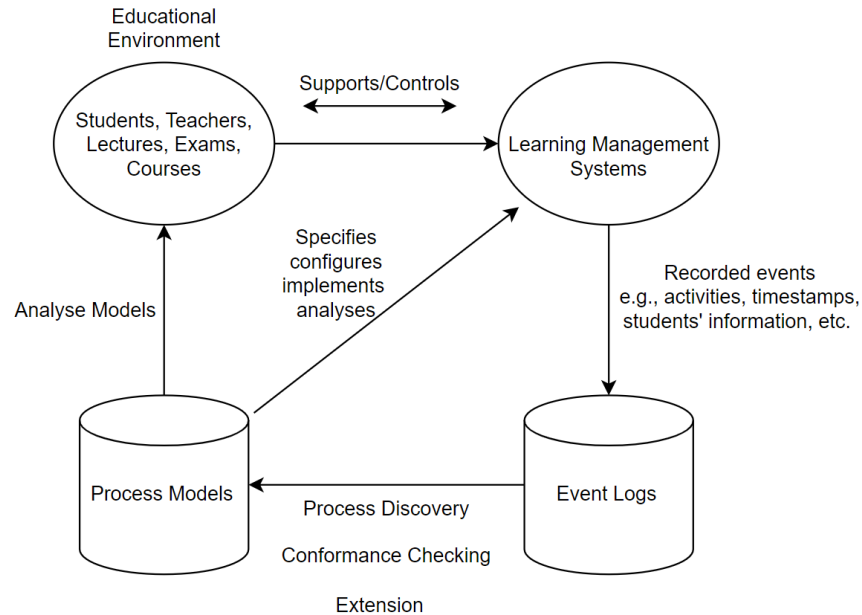 Educational
Environment
Supports/Controls
Students, Teachers,
Lectures, Exams,
Courses
Learning Management
Systems
Specifies
configures
implements
analyses
Recorded events
e.g., activities, timestamps,
students' information, etc.
Analyse Models
Process Models
Process Discovery
Event Logs
Conformance Checking
Extension